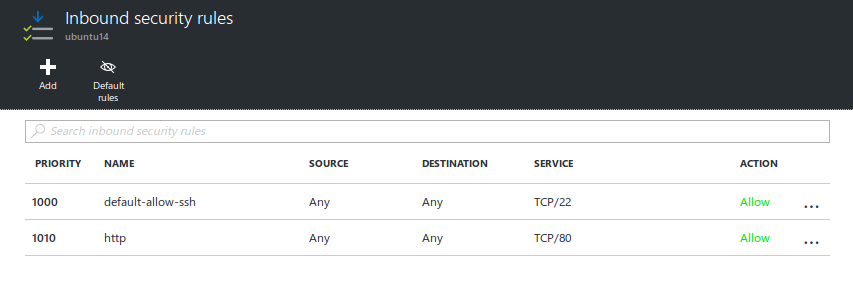 Inbound security rules
ubuntu14
Add
Default
rules
Search inbound security rules
PRIORITY NAME SOURCE DESTINATION SERVICE ACTION
1000 default-allow-ssh Any Any TCP/22 Allow ...
1010 http Any Any TCP/80 Allow ...